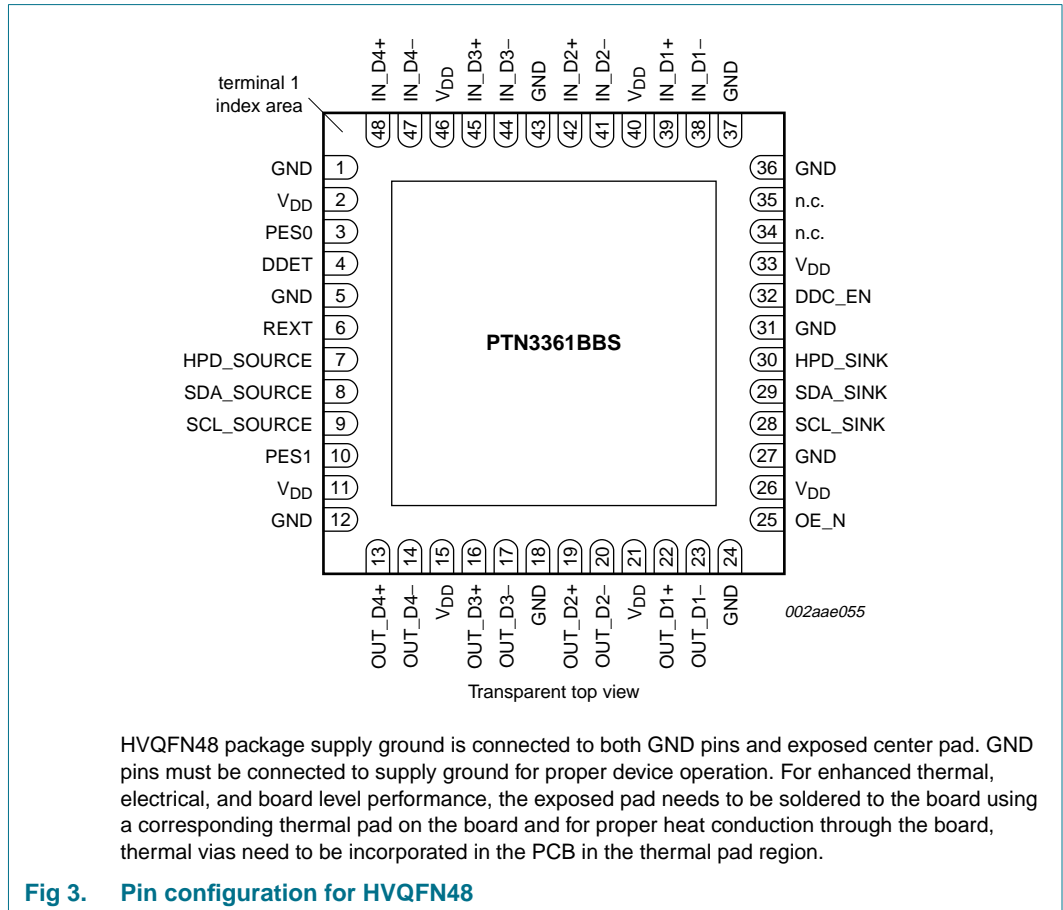 IN_D4+
IN_D4−
VDD
IN_D3+
IN_D3−
GND
IN_D2+
IN_D2−
VDD
IN_D1+
IN_D1−
GND
terminal 1
index area
48
47
46
45
44
43
42
41
40
39
38
37
GND 1
VDD 2
PES0 3
DDET 4
GND 5
REXT 6
HPD_SOURCE 7
SDA_SOURCE 8
SCL_SOURCE 9
PES1 10
VDD 11
GND 12
PTN3361BBS
36 GND
35 n.c.
34 n.c.
33 VDD
32 DDC_EN
31 GND
30 HPD_SINK
29 SDA_SINK
28 SCL_SINK
27 GND
26 VDD
25 OE_N
13
14
15
16
17
18
19
20
21
22
23
24
OUT_D4+
OUT_D4−
VDD
OUT_D3+
OUT_D3−
GND
OUT_D2+
OUT_D2−
VDD
OUT_D1+
OUT_D1−
GND
002aae055
Transparent top view
HVQFN48 package supply ground is connected to both GND pins and exposed center pad. GND
pins must be connected to supply ground for proper device operation. For enhanced thermal,
electrical, and board level performance, the exposed pad needs to be soldered to the board using
a corresponding thermal pad on the board and for proper heat conduction through the board,
thermal vias need to be incorporated in the PCB in the thermal pad region.
Fig 3. Pin configuration for HVQFN48